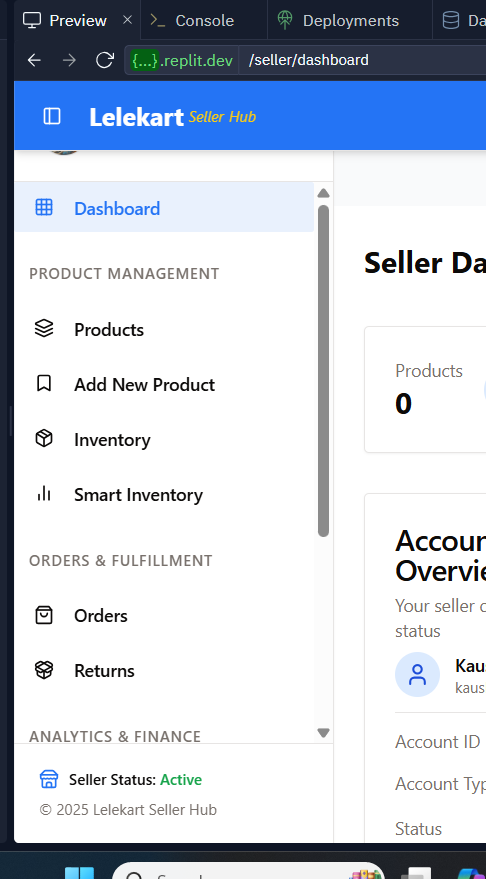 Preview
Console
Deployments
Da
{...}.replit.dev /seller/dashboard
Lelekart Seller Hub
Dashboard
PRODUCT MANAGEMENT
Products
Add New Product
Inventory
Smart Inventory
ORDERS & FULFILLMENT
Orders
Returns
ANALYTICS & FINANCE
Seller Status: Active
© 2025 Lelekart Seller Hub
Seller Da
Products
0
Accoun
Overvie
Your seller
status
Kaus
kaus
Account ID
Account Typ
Status